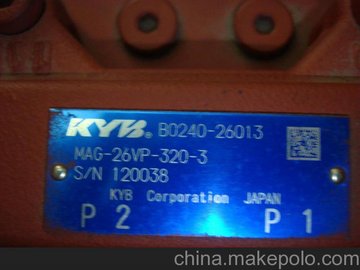 KYB® B0240-26013
MAG-26VP-320-3
S/N 120038
KYB Corporation JAPAN
P 2 P 1
china.makepolo.com